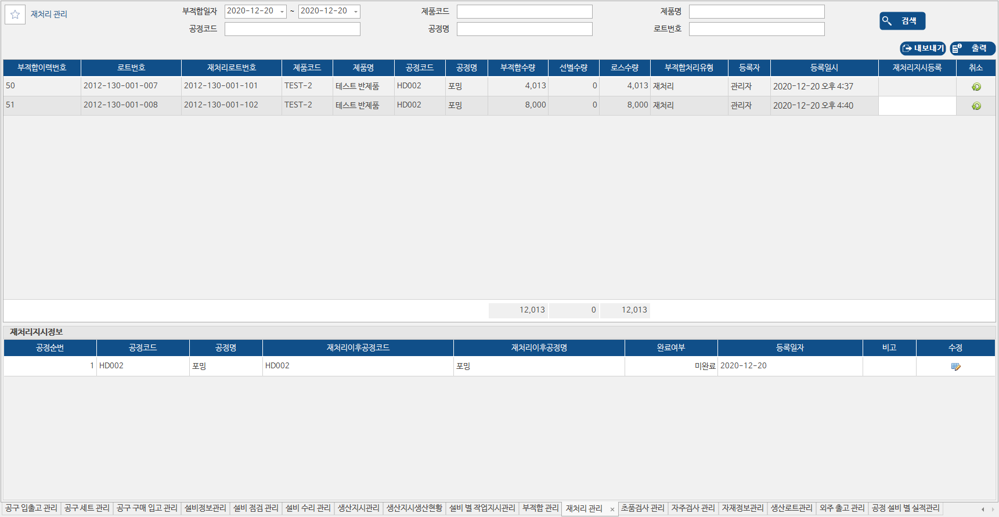 재처리 관리
부적합일자 2020-12-20 ~ 2020-12-20 제품코드 제품명
공정코드 공정명 로트번호
검색
내보내기 출력
부적합이력번호 로트번호 재처리로트번호 제품코드 제품명 공정코드 공정명 부적합수량 선별수량 로스수량 부적합처리유형 등록자 등록일시 재처리지시등록 취소
50 2012-130-001-007 2012-130-001-101 TEST-2 테스트 반제품 HD002 포밍 4,013 0 4,013 재처리 관리자 2020-12-20 오후 4:37
51 2012-130-001-008 2012-130-001-102 TEST-2 테스트 반제품 HD002 포밍 8,000 0 8,000 재처리 관리자 2020-12-20 오후 4:40
12,013 0 12,013
재처리지시정보
공정순번 공정코드 공정명 재처리이후공정코드 재처리이후공정명 완료여부 등록일자 비고 수정
1 HD002 포밍 HD002 포밍 미완료 2020-12-20
공구 입출고 관리 공구 세트 관리 공구 구매 입고 관리 설비정보관리 설비 점검 관리 설비 수리 관리 생산지시관리 생산지시생산현황 설비 별 작업지시관리 부적합 관리 재처리 관리 × 초품검사 관리 자주검사 관리 자재정보관리 생산로트관리 외주 출고 관리 공정 설비 별 실적관리